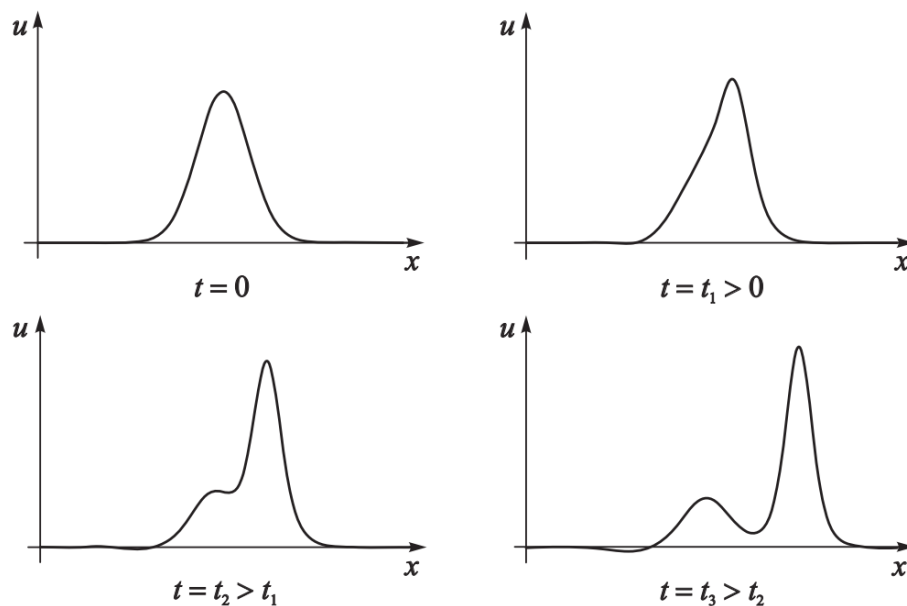 u
x
t = 0
u
x
t = t₁ > 0
u
x
t = t₂ > t₁
u
x
t = t₃ > t₂